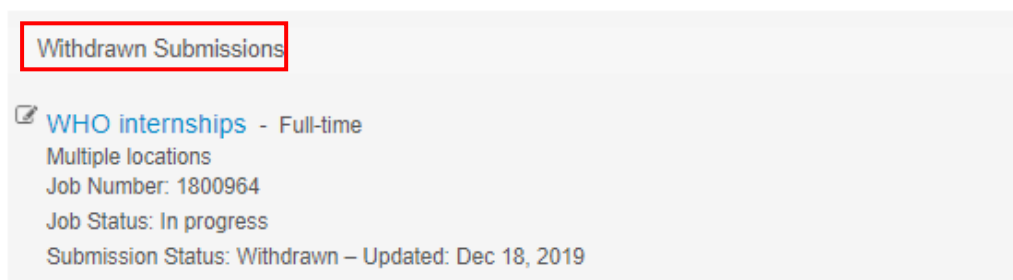 Withdrawn Submissions
WHO internships - Full-time
Multiple locations
Job Number: 1800964
Job Status: In progress
Submission Status: Withdrawn – Updated: Dec 18, 2019